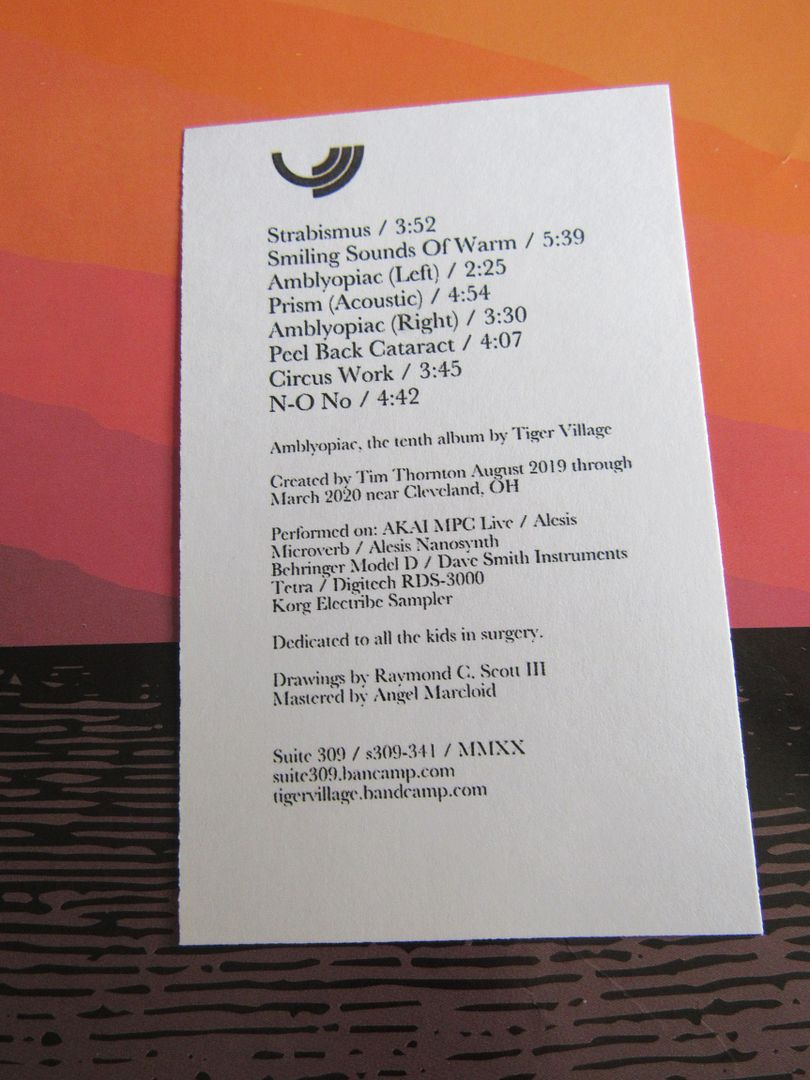 Strabismus / 3:52
Smiling Sounds Of Warm / 5:39
Amblyopiac (Left) / 2:25
Prism (Acoustic) / 4:54
Amblyopiac (Right) / 3:30
Peel Back Cataract / 4:07
Circus Work / 3:45
N-O No / 4:42
Amblyopiac, the tenth album by Tiger Village
Created by Tim Thornton August 2019 through
March 2020 near Cleveland, OH
Performed on: AKAI MPC Live / Alesis
Microverb / Alesis Nanosynth
Behringer Model D / Dave Smith Instruments
Tetra / Digitech RDS-3000
Korg Electribe Sampler
Dedicated to all the kids in surgery.
Drawings by Raymond C. Scott III
Mastered by Angel Marcloid
Suite 309 / s309-341 / MMXX
suite309.bancamp.com
tigervillage.bandcamp.com